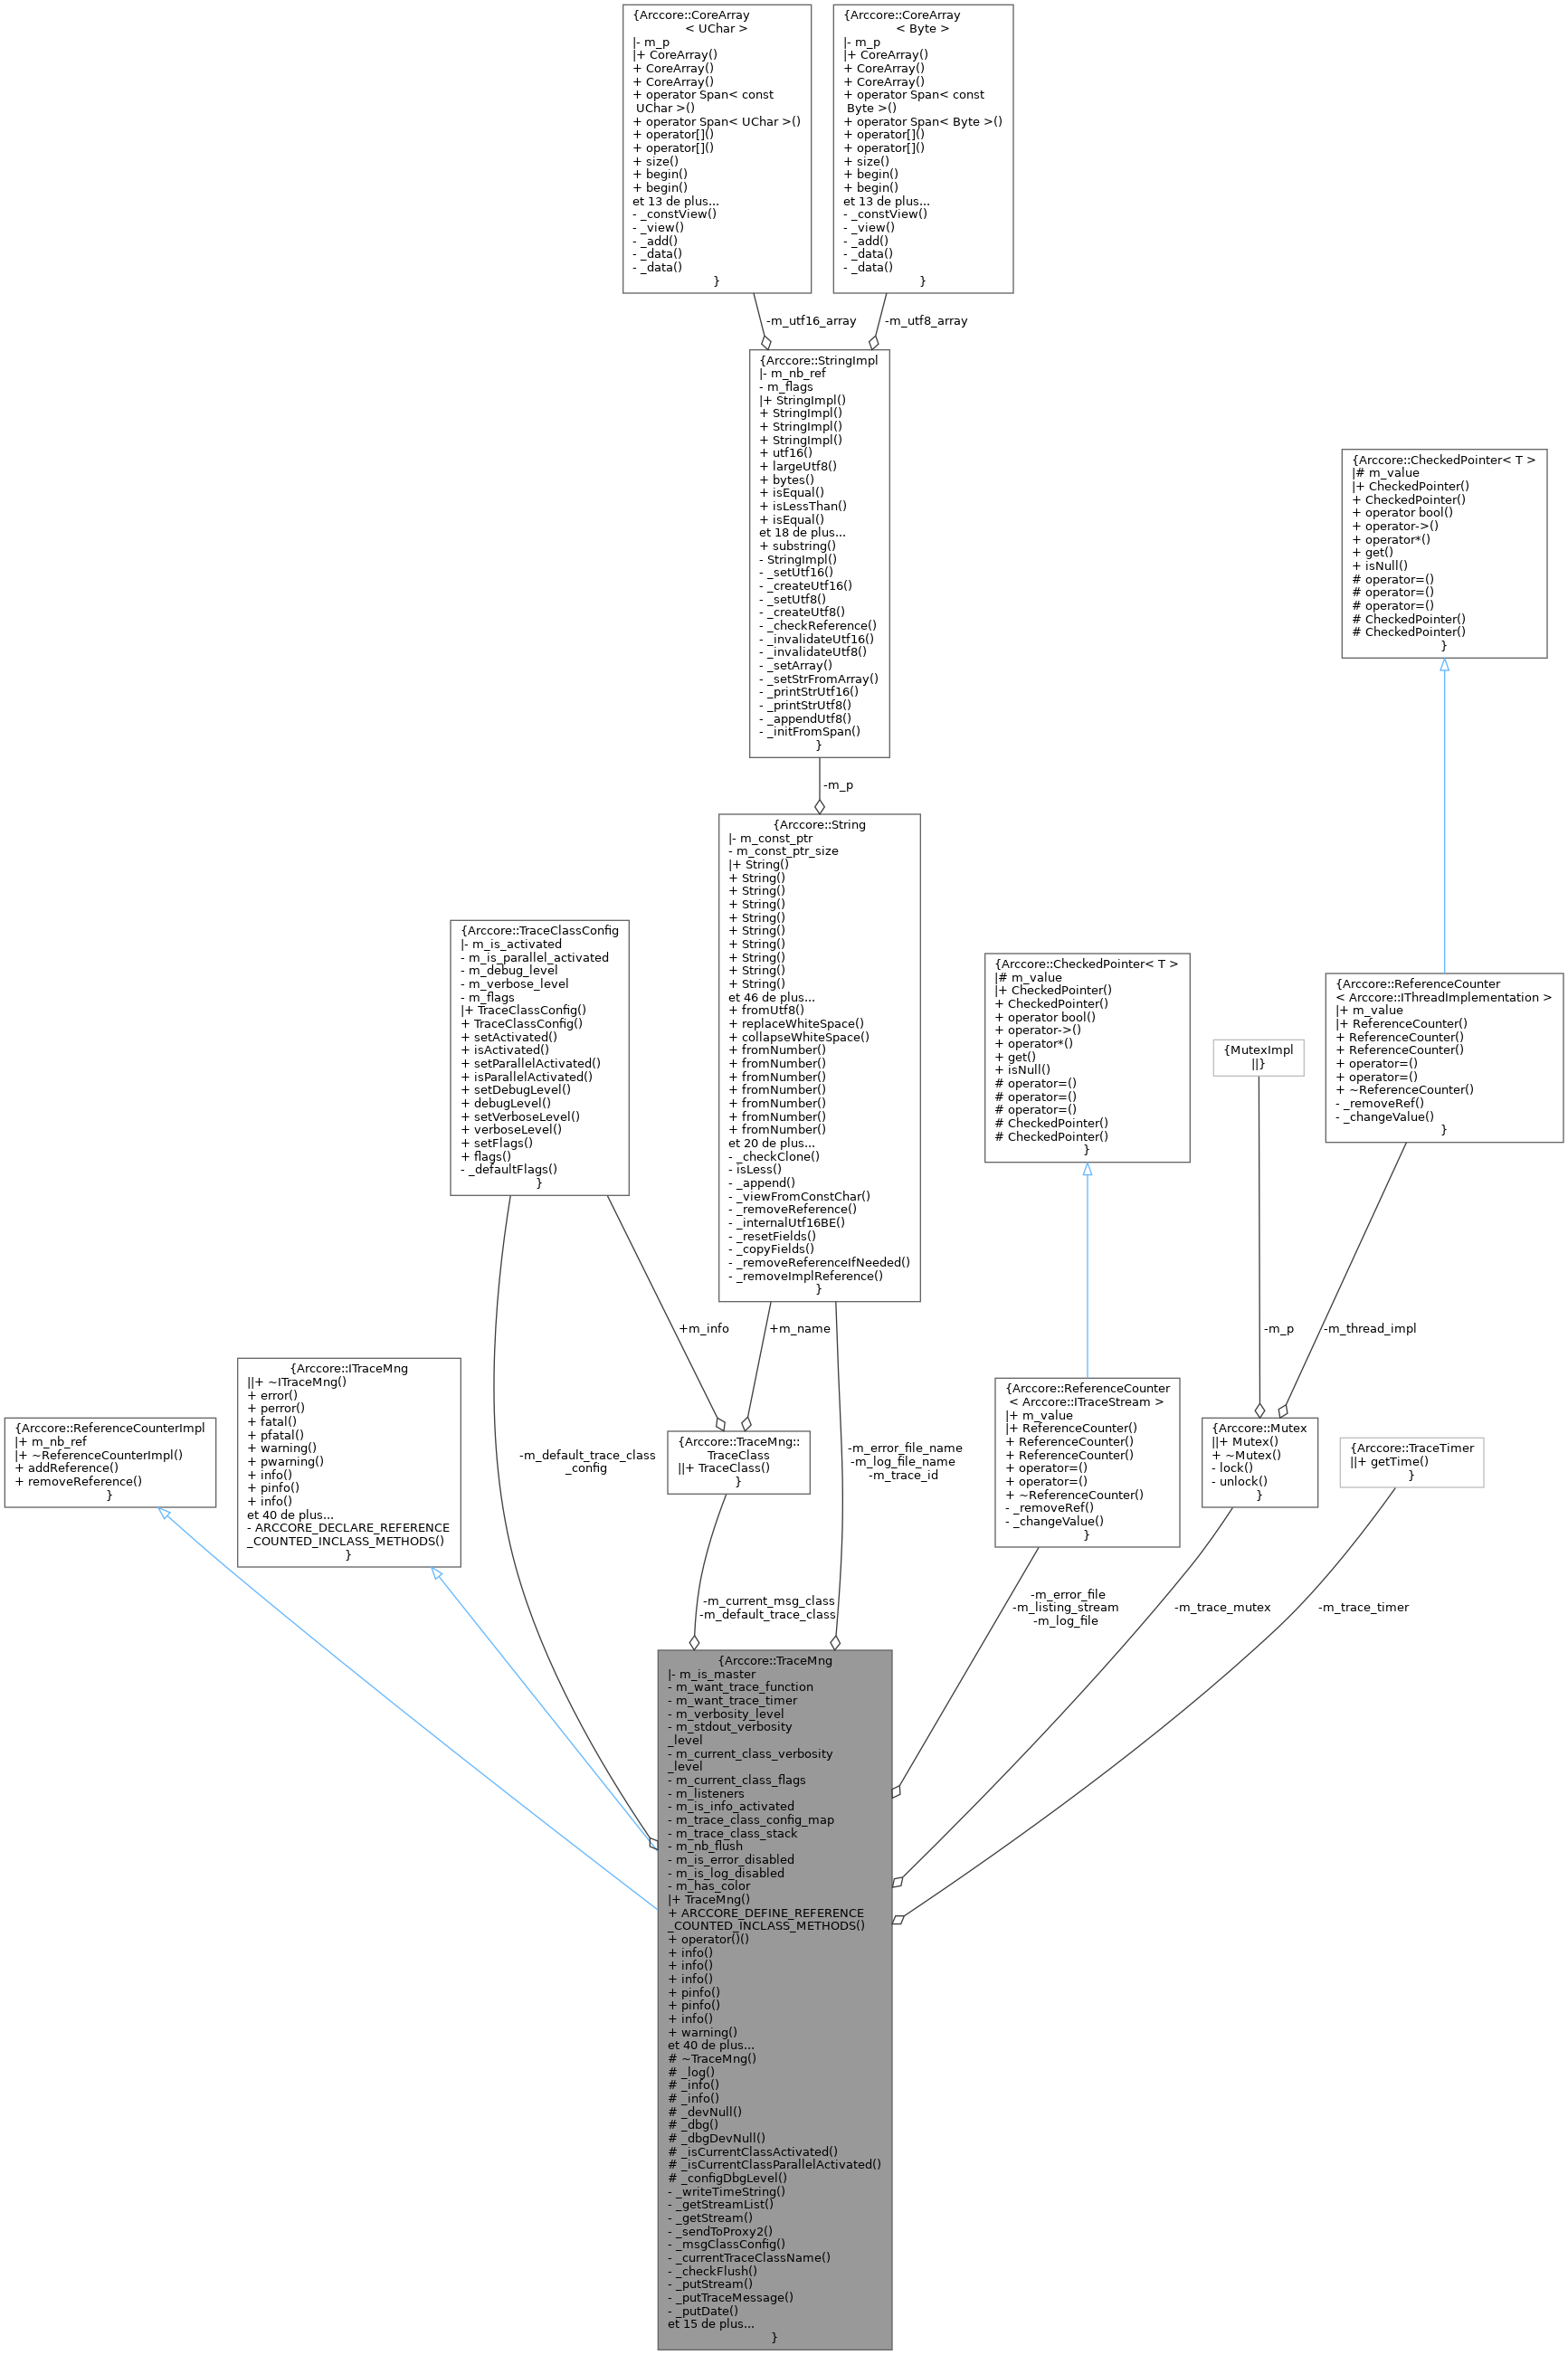 {Arccore::CoreArray
< UChar >
|- m_p
|+ CoreArray()
+ CoreArray()
+ CoreArray()
+ operator Span< const
UChar >()
+ operator Span< UChar >()
+ operator[]()
+ operator[]()
+ size()
+ begin()
+ begin()
et 13 de plus...
- _constView()
- _view()
- _add()
- _data()
- _data()
}
{Arccore::CoreArray
< Byte >
|- m_p
|+ CoreArray()
+ CoreArray()
+ CoreArray()
+ operator Span< const
Byte >()
+ operator Span< Byte >()
+ operator[]()
+ operator[]()
+ size()
+ begin()
+ begin()
et 13 de plus...
- _constView()
- _view()
- _add()
- _data()
- _data()
}
-m_utf16_array
-m_utf8_array
{Arccore::StringImpl
|- m_nb_ref
- m_flags
|+ StringImpl()
+ StringImpl()
+ StringImpl()
+ StringImpl()
+ utf16()
+ largeUtf8()
+ bytes()
+ isEqual()
+ isLessThan()
+ isEqual()
et 18 de plus...
+ substring()
- StringImpl()
- _setUtf16()
- _createUtf16()
- _setUtf8()
- _createUtf8()
- _checkReference()
- _invalidateUtf16()
- _invalidateUtf8()
- _setArray()
- _setStrFromArray()
- _printStrUtf16()
- _printStrUtf8()
- _appendUtf8()
- _initFromSpan()
}
{Arccore::CheckedPointer< T >
|# m_value
|+ CheckedPointer()
+ CheckedPointer()
+ operator bool()
+ operator->()
+ operator*()
+ get()
+ isNull()
# operator=()
# operator=()
# operator=()
# CheckedPointer()
# CheckedPointer()
}
-m_p
{Arccore::String
|- m_const_ptr
- m_const_ptr_size
|+ String()
+ String()
+ String()
+ String()
+ String()
+ String()
+ String()
+ String()
+ String()
+ String()
et 46 de plus...
+ fromUtf8()
+ replaceWhiteSpace()
+ collapseWhiteSpace()
+ fromNumber()
+ fromNumber()
+ fromNumber()
+ fromNumber()
+ fromNumber()
+ fromNumber()
+ fromNumber()
et 20 de plus...
- _checkClone()
- isLess()
- _append()
- _viewFromConstChar()
- _removeReference()
- _internalUtf16BE()
- _resetFields()
- _copyFields()
- _removeReferenceIfNeeded()
- _removeImplReference()
}
{Arccore::TraceClassConfig
|- m_is_activated
- m_is_parallel_activated
- m_debug_level
- m_verbose_level
- m_flags
|+ TraceClassConfig()
+ TraceClassConfig()
+ setActivated()
+ isActivated()
+ setParallelActivated()
+ isParallelActivated()
+ setDebugLevel()
+ debugLevel()
+ setVerboseLevel()
+ verboseLevel()
+ setFlags()
+ flags()
- _defaultFlags()
}
{Arccore::CheckedPointer< T >
|# m_value
|+ CheckedPointer()
+ CheckedPointer()
+ operator bool()
+ operator->()
+ operator*()
+ get()
+ isNull()
# operator=()
# operator=()
# operator=()
# CheckedPointer()
# CheckedPointer()
}
{MutexImpl
||}
{Arccore::ReferenceCounter
< Arccore::IThreadImplementation >
|+ m_value
|+ ReferenceCounter()
+ ReferenceCounter()
+ ReferenceCounter()
+ operator=()
+ operator=()
+ ~ReferenceCounter()
- _removeRef()
- _changeValue()
}
+m_info
+m_name
-m_p
-m_thread_impl
{Arccore::ReferenceCounterImpl
|+ m_nb_ref
|+ ~ReferenceCounterImpl()
+ addReference()
+ removeReference()
}
{Arccore::ITraceMng
||+ ~ITraceMng()
+ error()
+ perror()
+ fatal()
+ pfatal()
+ warning()
+ pwarning()
+ info()
+ pinfo()
+ info()
et 40 de plus...
- ARCCORE_DECLARE_REFERENCE
_COUNTED_INCLASS_METHODS()
}
-m_default_trace_class
_config
{Arccore::TraceMng::
TraceClass
||+ TraceClass()
}
-m_error_file_name
-m_log_file_name
-m_trace_id
{Arccore::ReferenceCounter
< Arccore::ITraceStream >
|+ m_value
|+ ReferenceCounter()
+ ReferenceCounter()
+ ReferenceCounter()
+ operator=()
+ operator=()
+ ~ReferenceCounter()
- _removeRef()
- _changeValue()
}
{Arccore::Mutex
||+ Mutex()
+ ~Mutex()
- lock()
- unlock()
}
{Arccore::TraceTimer
||+ getTime()
}
-m_current_msg_class
-m_default_trace_class
-m_error_file
-m_listing_stream
-m_log_file
-m_trace_mutex
-m_trace_timer
{Arccore::TraceMng
|- m_is_master
- m_want_trace_function
- m_want_trace_timer
- m_verbosity_level
- m_stdout_verbosity
_level
- m_current_class_verbosity
_level
- m_current_class_flags
- m_listeners
- m_is_info_activated
- m_trace_class_config_map
- m_trace_class_stack
- m_nb_flush
- m_is_error_disabled
- m_is_log_disabled
- m_has_color
|+ TraceMng()
+ ARCCORE_DEFINE_REFERENCE
_COUNTED_INCLASS_METHODS()
+ operator()()
+ info()
+ info()
+ info()
+ pinfo()
+ pinfo()
+ info()
+ warning()
et 40 de plus...
# ~TraceMng()
# _log()
# _info()
# _info()
# _devNull()
# _dbg()
# _dbgDevNull()
# _isCurrentClassActivated()
# _isCurrentClassParallelActivated()
# _configDbgLevel()
- _writeTimeString()
- _getStreamList()
- _getStream()
- _sendToProxy2()
- _msgClassConfig()
- _currentTraceClassName()
- _checkFlush()
- _putStream()
- _putTraceMessage()
- _putDate()
et 15 de plus...
}